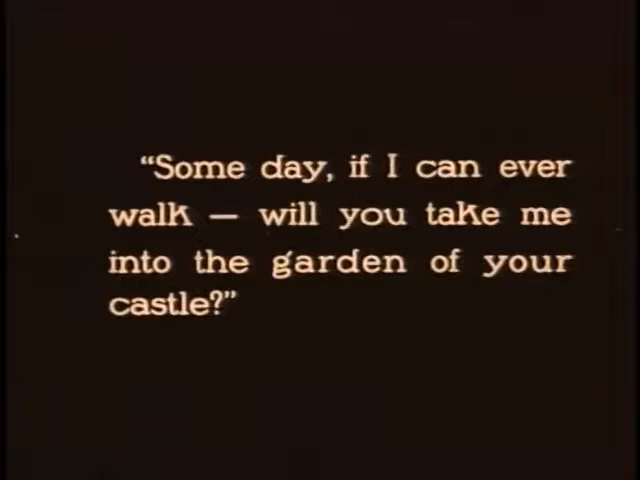 “Some day, if I can ever
walk — will you take me
into the garden of your
castle?”